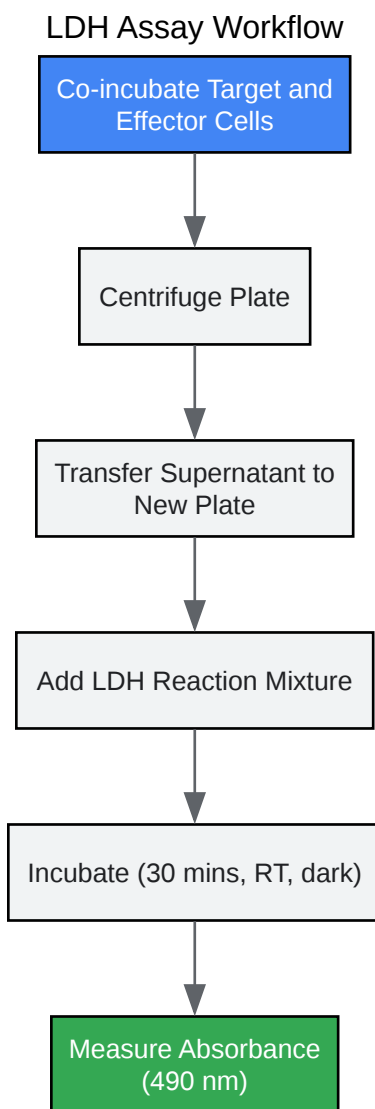 LDH Assay Workflow
Co-incubate Target and
Effector Cells
Centrifuge Plate
Transfer Supernatant to
New Plate
Add LDH Reaction Mixture
Incubate (30 mins, RT, dark)
Measure Absorbance
(490 nm)